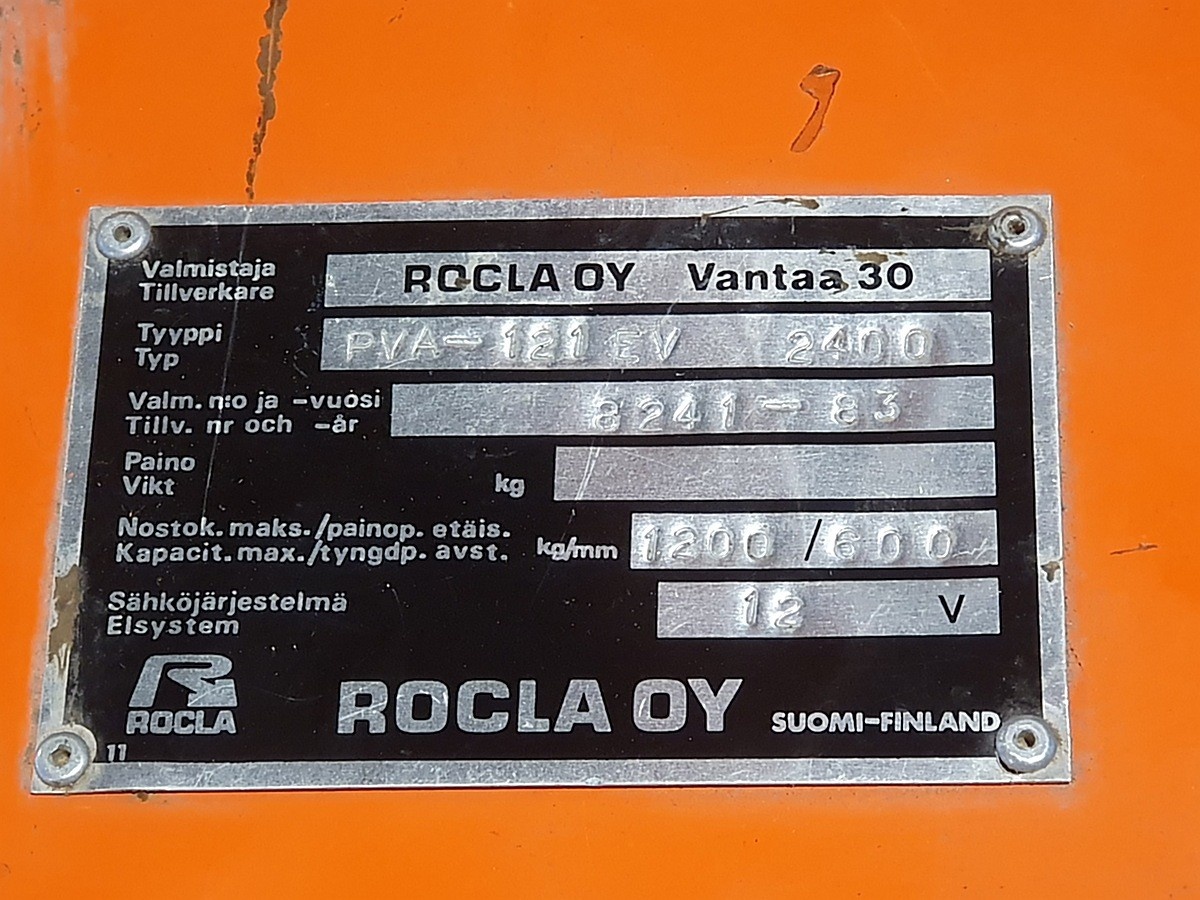 Valmistaja
Tillverkare
ROCLA OY Vantaa 30
Tyyppi
Typ
PVA-121 EV 2400
Valm. n:o ja -vuosi
Tillv. nr och -år
8241-83
Paino
Vikt
kg
Nostok. maks./painop. etäis.
Kapacit. max./tyngdp. avst.
kg/mm
1200/600
Sähköjärjestelmä
Elsystem
12 V
ROCLA
ROCLA OY
SUOMI-FINLAND
11